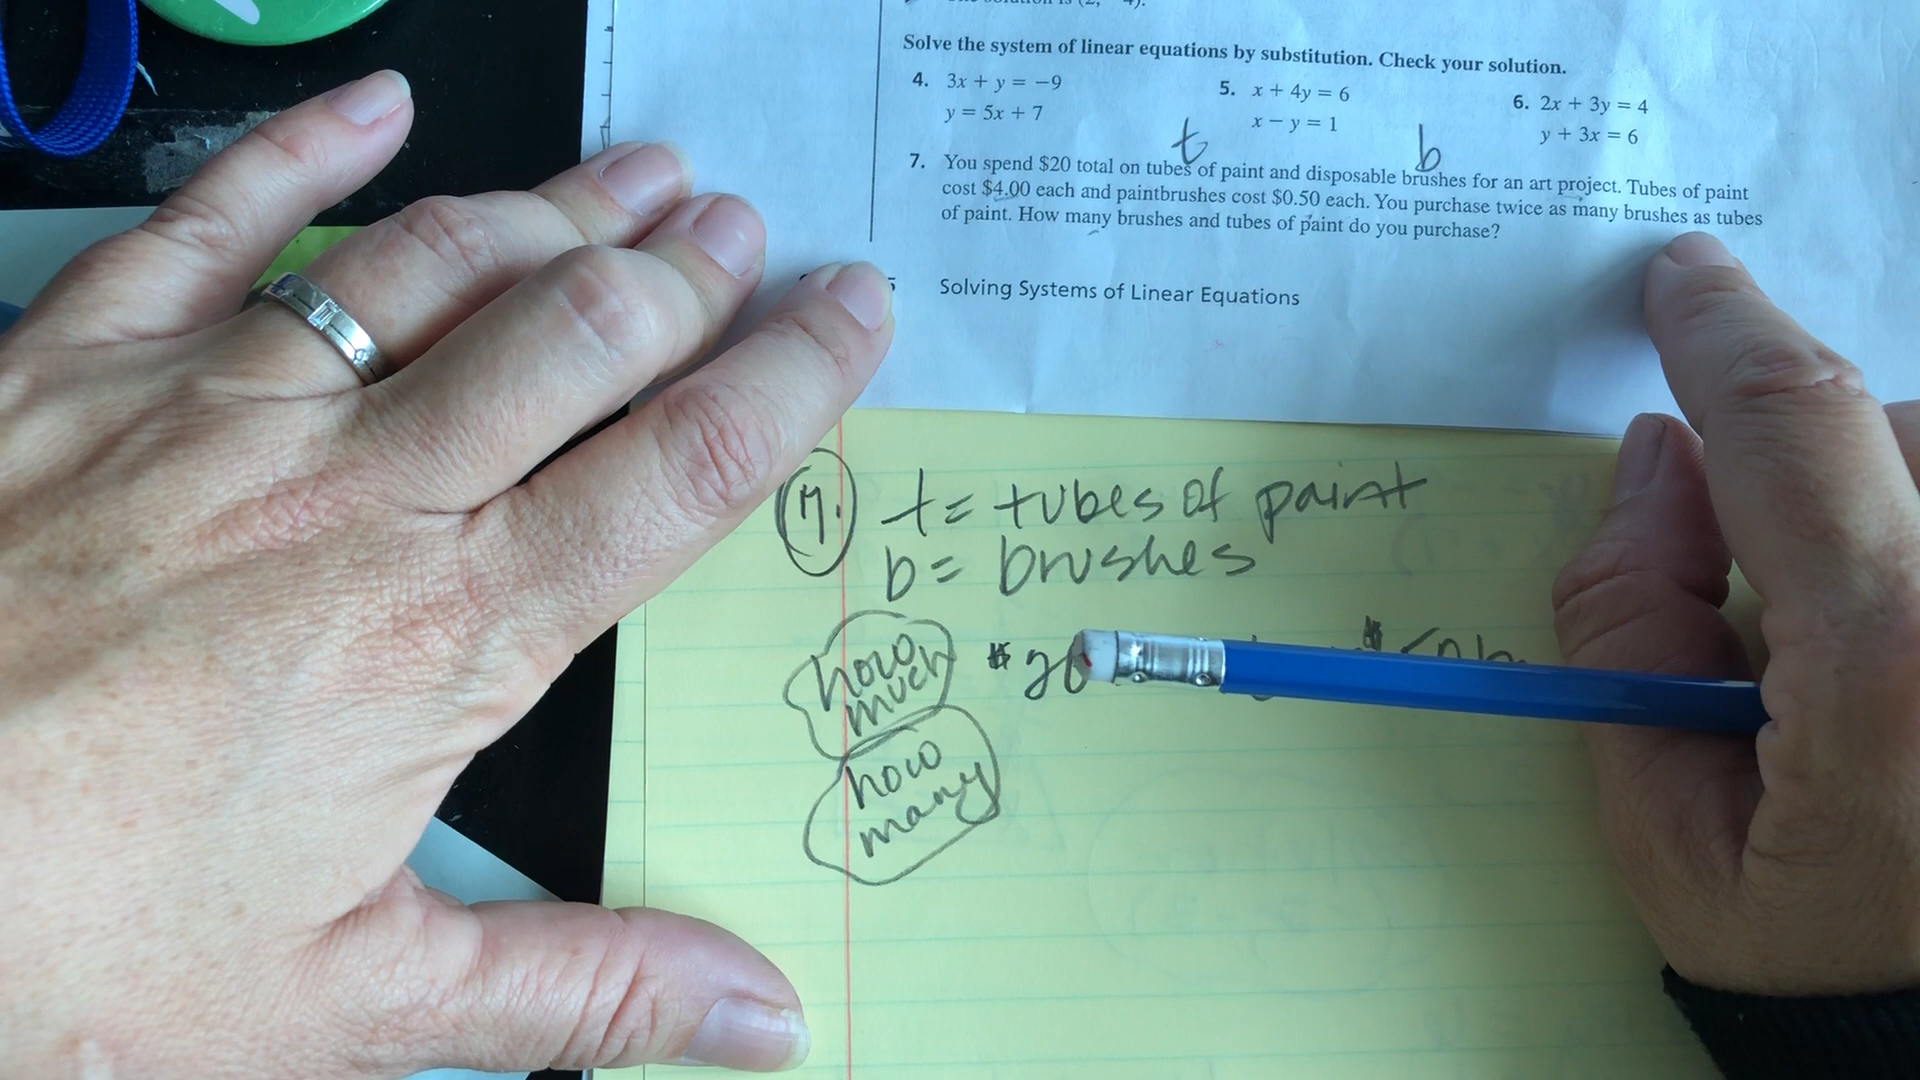 Solve the system of linear equations by substitution. Check your solution.
4. 3x + y = −9
y = 5x + 7
5. x + 4y = 6
x − y = 1
6. 2x + 3y = 4
y + 3x = 6
t b
7. You spend $20 total on tubes of paint and disposable brushes for an art project. Tubes of paint
cost $4.00 each and paintbrushes cost $0.50 each. You purchase twice as many brushes as tubes
of paint. How many brushes and tubes of paint do you purchase?
Solving Systems of Linear Equations
7. t = tubes of paint
b = brushes
how
much
$20
how
many